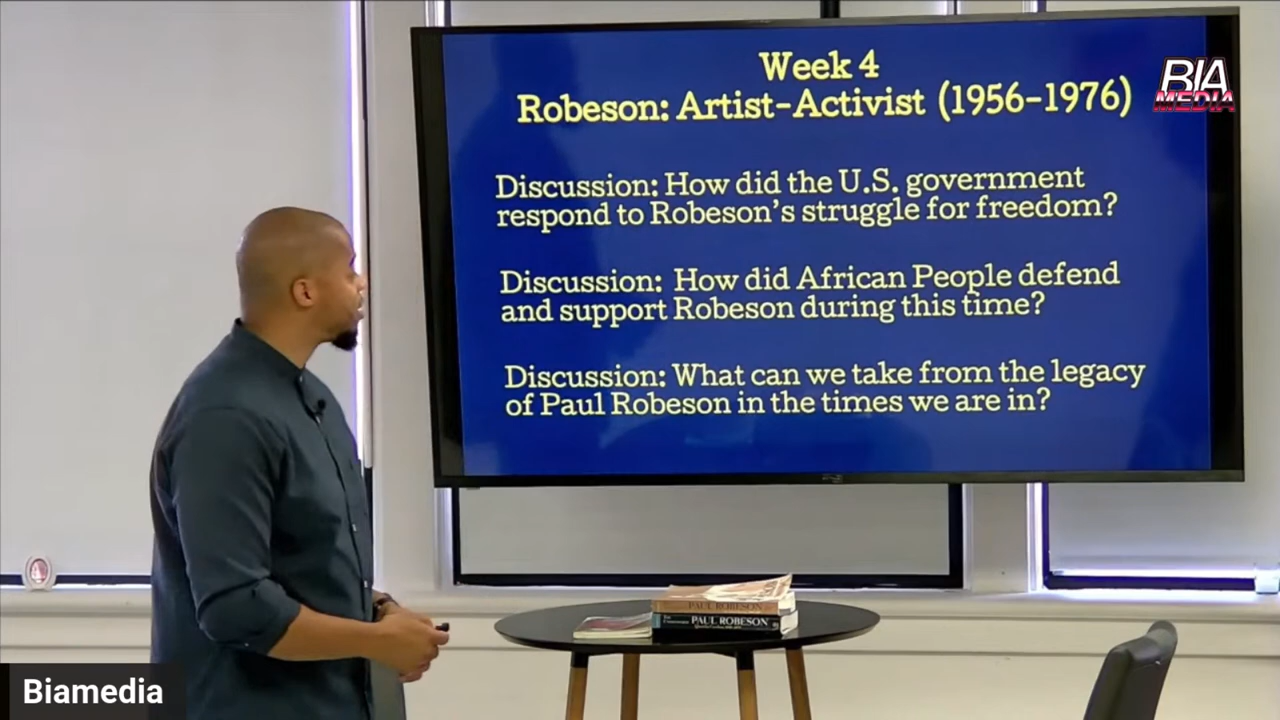 Week 4
Robeson: Artist-Activist (1956-1976)
BIA
MEDIA
Discussion: How did the U.S. government
respond to Robeson's struggle for freedom?
Discussion: How did African People defend
and support Robeson during this time?
Discussion: What can we take from the legacy
of Paul Robeson in the times we are in?
PAUL ROBESON
PAUL ROBESON
Biamedia